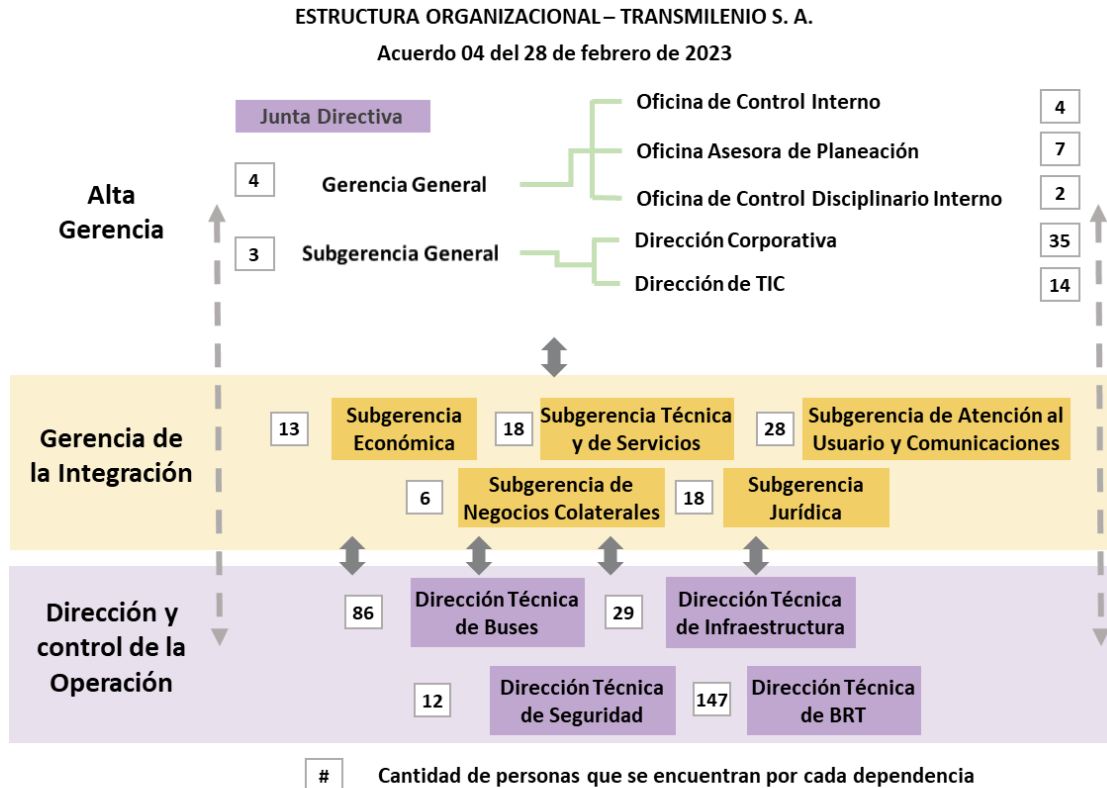 ESTRUCTURA ORGANIZACIONAL – TRANSMILENIO S. A.
Acuerdo 04 del 28 de febrero de 2023
Junta Directiva
Alta
Gerencia
4
Gerencia General
Oficina de Control Interno
4
Oficina Asesora de Planeación
7
Oficina de Control Disciplinario Interno
2
3
Subgerencia General
Dirección Corporativa
35
Dirección de TIC
14
Gerencia de
la Integración
13
Subgerencia
Económica
18
Subgerencia Técnica
y de Servicios
28
Subgerencia de Atención al
Usuario y Comunicaciones
6
Subgerencia de
Negocios Colaterales
18
Subgerencia
Jurídica
Dirección y
control de la
Operación
86
Dirección Técnica
de Buses
29
Dirección Técnica
de Infraestructura
12
Dirección Técnica
de Seguridad
147
Dirección Técnica
de BRT
#
Cantidad de personas que se encuentran por cada dependencia